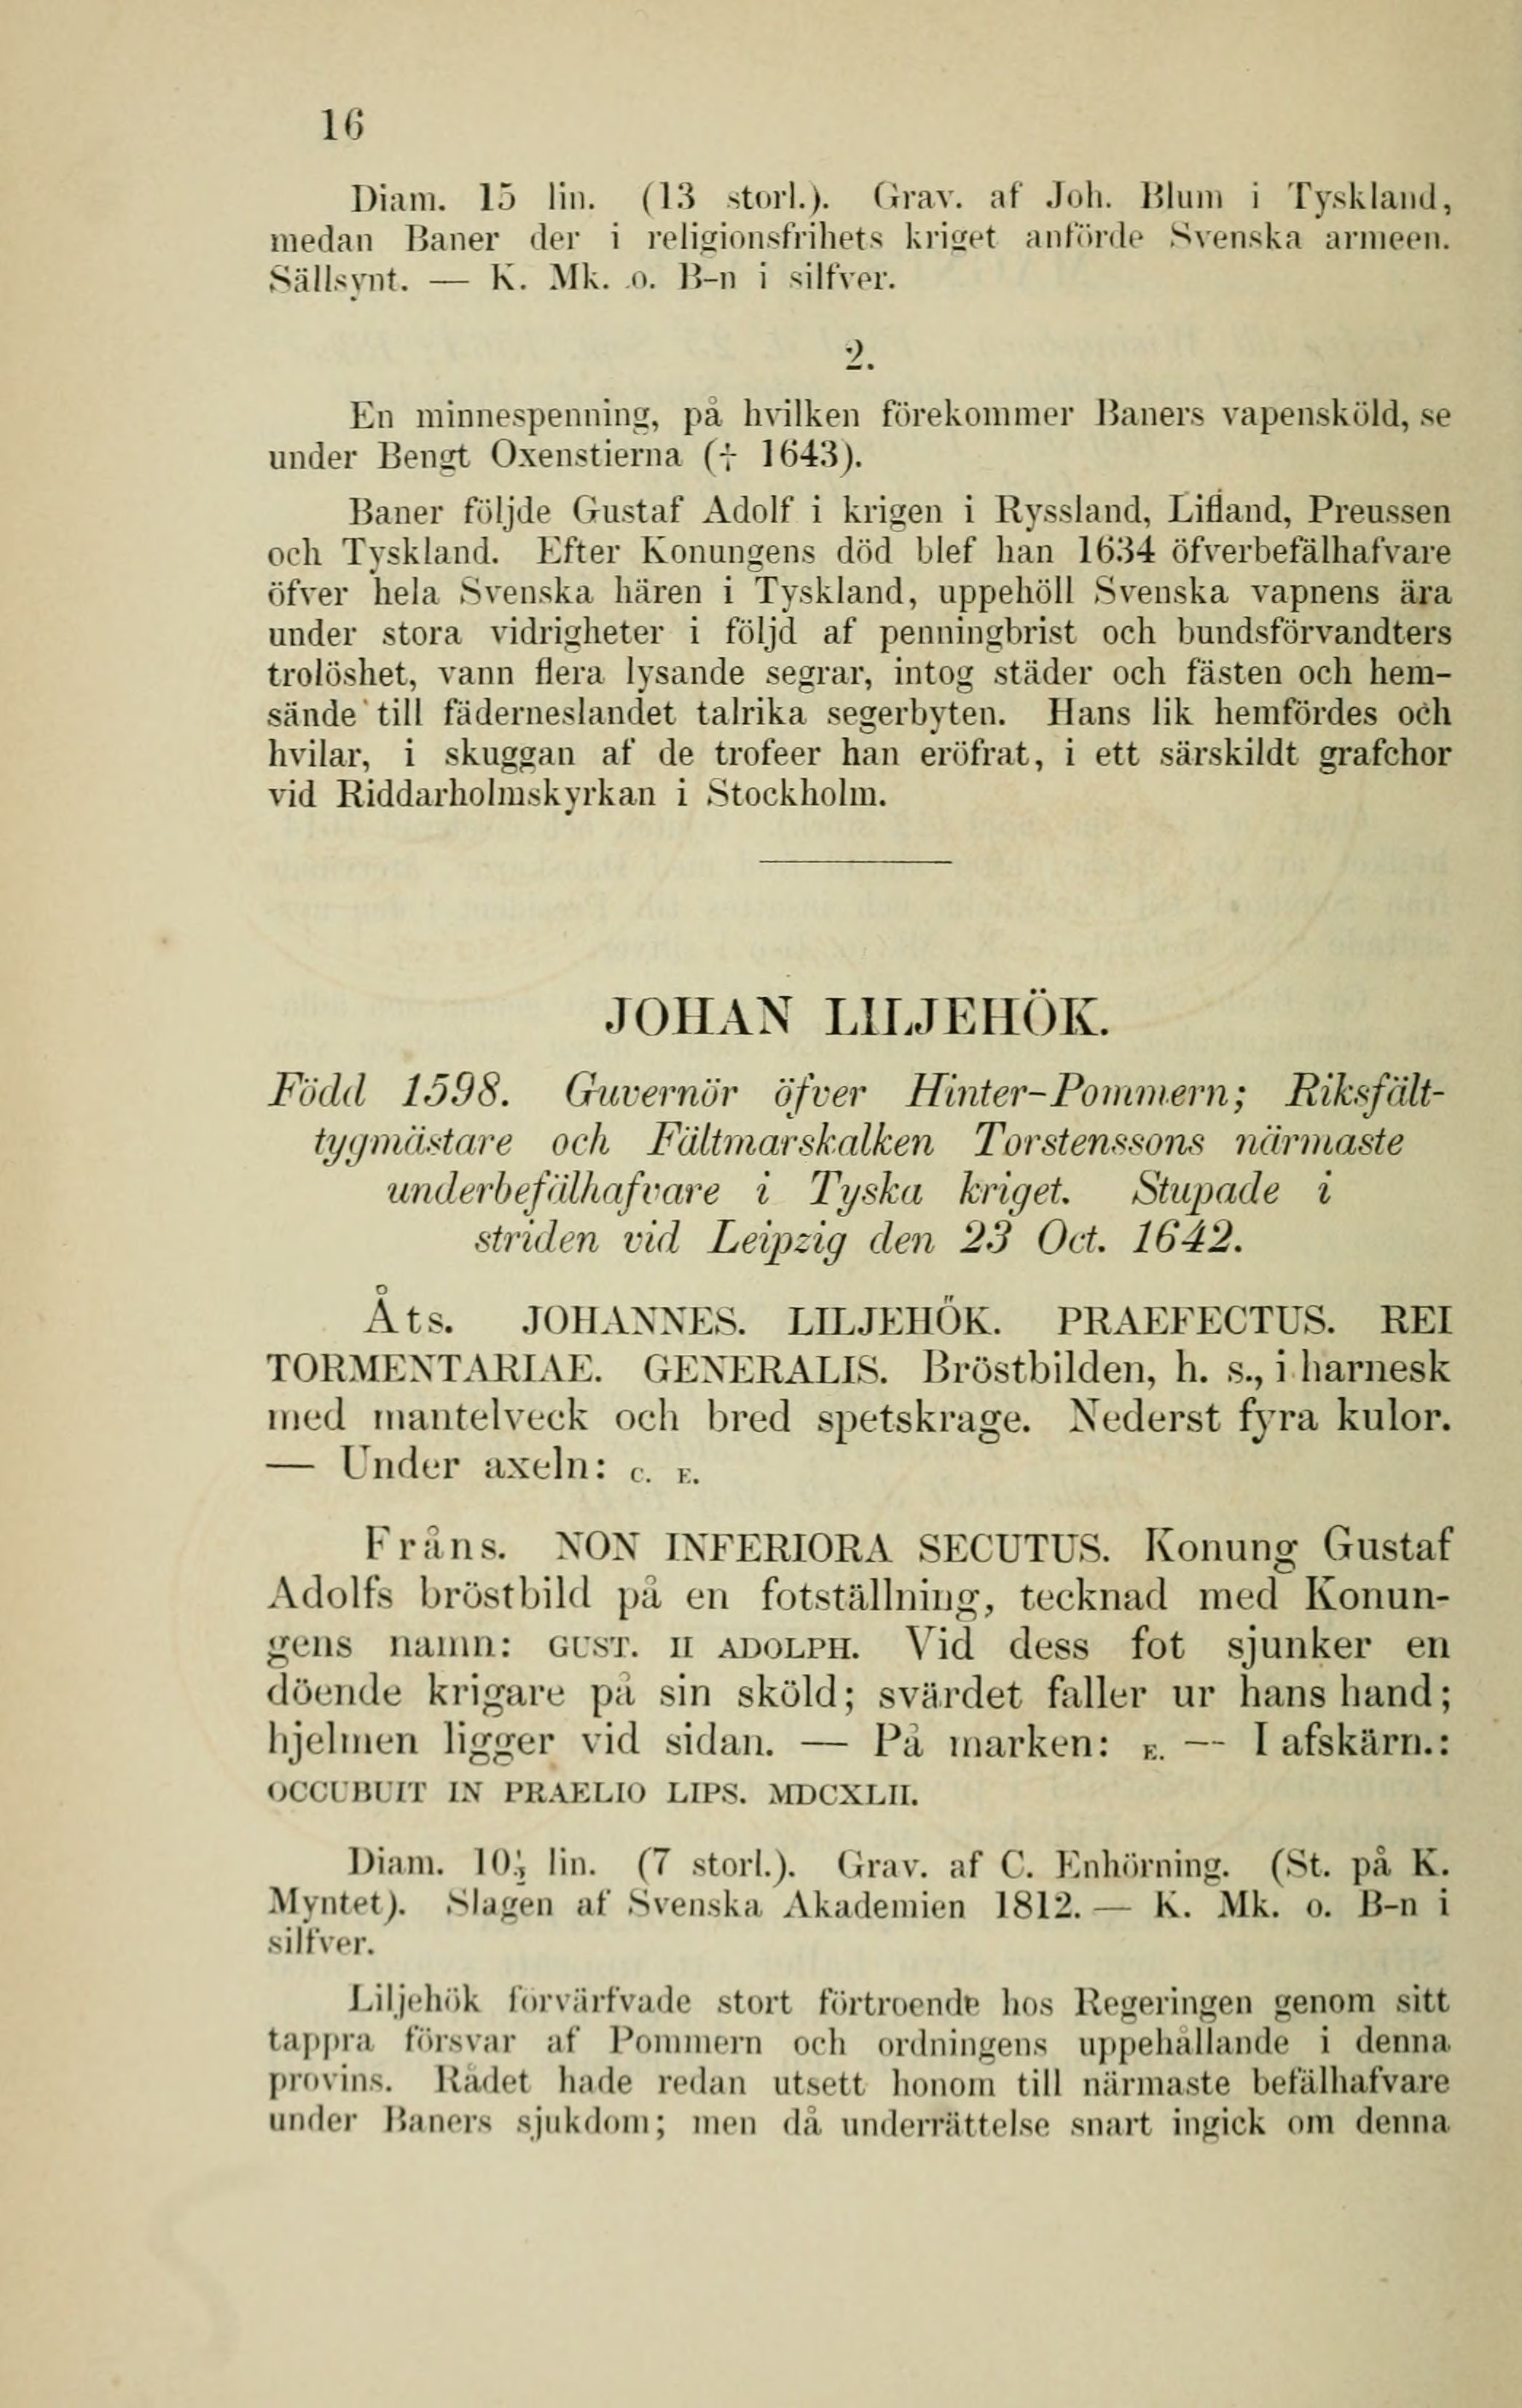 16
Diam. 15 lin. (13 storl.). Grav. af Joh. Blum i Tyskland,
medan Baner der i religionsfrihets kriget anförde Svenska armeen.
Sällsynt. — K. Mk. o. B-n i silfver.
2.
En minnespenning, på hvilken förekommer Baners vapensköld, se
under Bengt Oxenstierna († 1643).
Baner följde Gustaf Adolf i krigen i Ryssland, Lifland, Preussen
och Tyskland. Efter Konungens död blef han 1634 öfverbefälhafvare
öfver hela Svenska hären i Tyskland, uppehöll Svenska vapnens ära
under stora vidrigheter i följd af penningbrist och bundsförvandters
trolöshet, vann flera lysande segrar, intog städer och fästen och hem-
sände till fäderneslandet talrika segerbyten. Hans lik hemfördes och
hvilar, i skuggan af de trofeer han eröfrat, i ett särskildt grafchor
vid Riddarholmskyrkan i Stockholm.
JOHAN LILJEHÖK.
Född 1598. Guvernör öfver Hinter-Pommern; Riksfält-
tygmästare och Fältmarskalken Torstenssons närmaste
underbefälhafvare i Tyska kriget. Stupade i
striden vid Leipzig den 23 Oct. 1642.
Åts. JOHANNES. LILJEHÖK. PRAEFECTUS. REI
TORMENTARIAE. GENERALIS. Bröstbilden, h. s., i harnesk
med mantelveck och bred spetskrage. Nederst fyra kulor.
— Under axeln: C. E.
Fråns. NON INFERIORA SECUTUS. Konung Gustaf
Adolfs bröstbild på en fotställning, tecknad med Konun-
gens namn: GUST. II ADOLPH. Vid dess fot sjunker en
döende krigare på sin sköld; svärdet faller ur hans hand;
hjelmen ligger vid sidan. — På marken: E. — I afskärn.:
OCCUBUIT IN PRAELIO LIPS. MDCXLII.
Diam. lin. (7 storl.). Grav. af C. Enhörning. (St. på K.
Myntet). Slagen af Svenska Akademien 1812. — K. Mk. o. B-n i
silfver.
Liljehök förvärfvade stort förtroende hos Regeringen genom sitt
tappra försvar af Pommern och ordningens uppehållande i denna
provins. Rådet hade redan utsett honom till närmaste befälhafvare
under Baners sjukdom; men då underrättelse snart ingick om denna